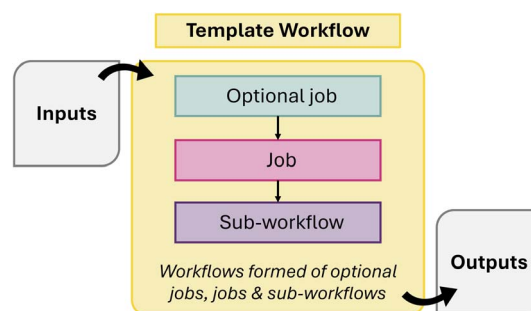 Template Workflow
Inputs
Optional job
Job
Sub-workflow
Workflows formed of optional
jobs, jobs & sub-workflows
Outputs